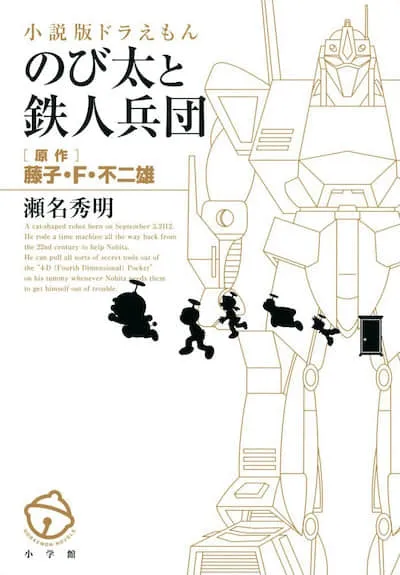 小説版ドラえもん
のび太と
鉄人兵団
[原作]
藤子・F・不二雄
瀬名秀明
A cat-shaped robot born on September 3,2112.
He rode a time machine all the way back from
the 22nd century to help Nobita.
He can pull all sorts of secret tools out of
the "4-D (Fourth Dimensional) Pocket"
on his tummy whenever Nobita needs them
to get himself out of trouble.
DORAEMON NOVELS
小学館